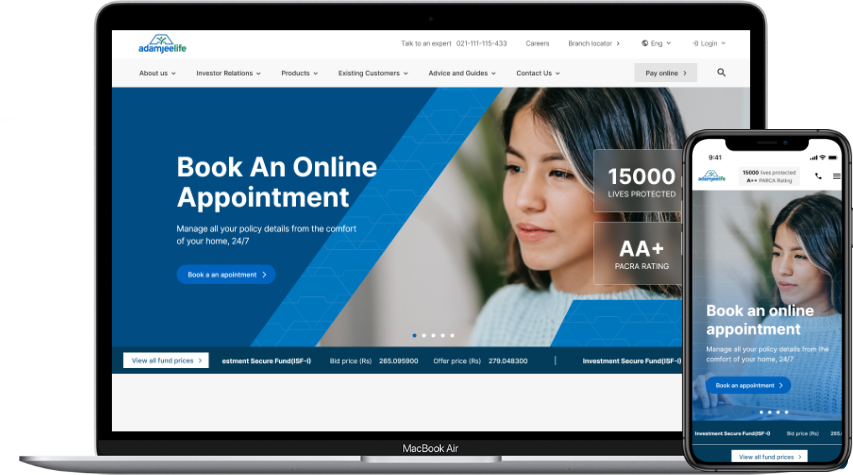 adamjeelife
Talk to an expert 021-111-115-433 Careers Branch locator Eng Login
About us Investor Relations Products Existing Customers Advice and Guides Contact Us Pay online
Book An Online
Appointment
Manage all your policy details from the comfort
of your home, 24/7
Book a an apointment
15000
LIVES PROTECTED
AA+
PACRA RATING
View all fund prices estment Secure Fund(ISF-I) Bid price (Rs) 265.095900 Offer price (Rs) 279.048300 Investment Secure Fund(ISF-I)
MacBook Air
9:41
adamjeelife
15000 lives protected
A++ PARCA Rating
Book an online
appointment
Manage all your policy details from the
comfort of your home, 24/7
Book an appointment
Investment Secure Fund(ISF-I) Bid price (Rs) 265.
View all fund prices